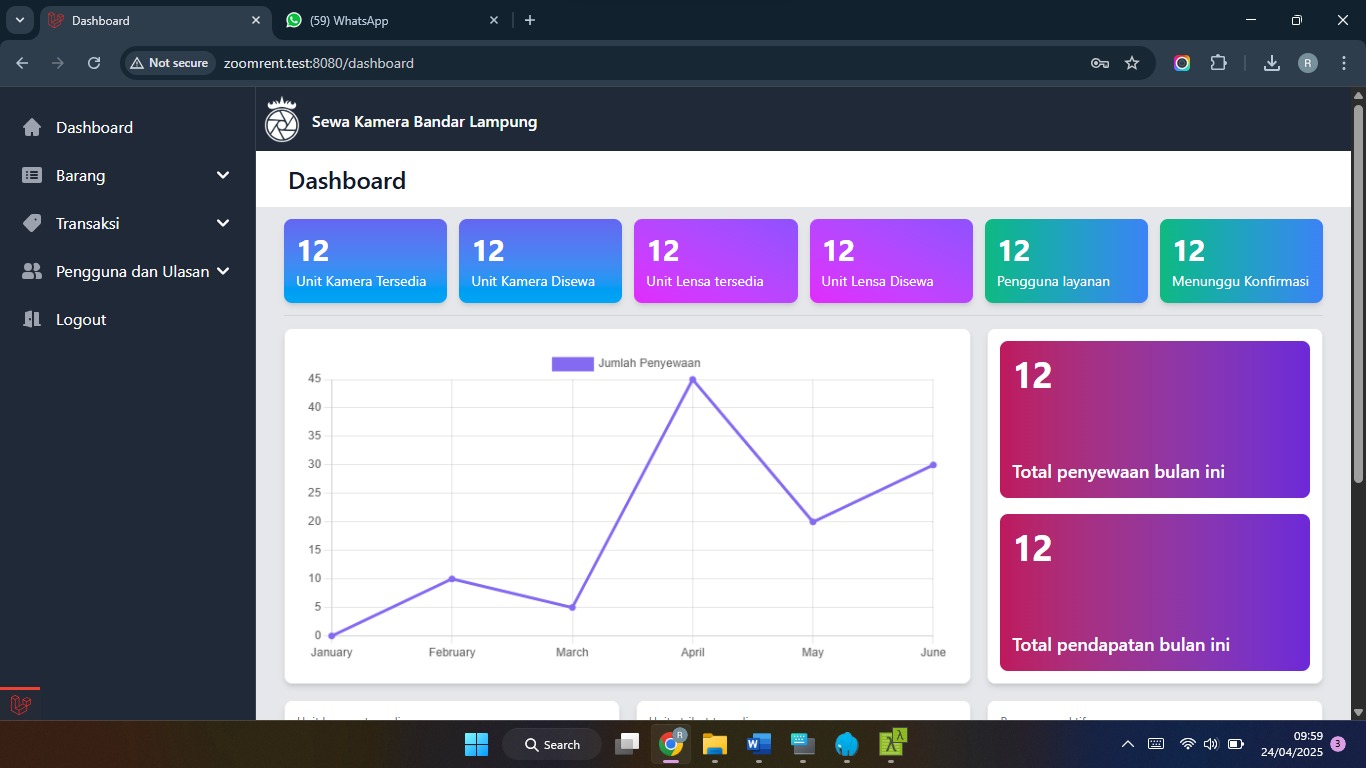 Dashboard
(59) WhatsApp
Not secure
zoomrent.test:8080/dashboard
R
Dashboard
Barang
Transaksi
Pengguna dan Ulasan
Logout
Sewa Kamera Bandar Lampung
Dashboard
12
Unit Kamera Tersedia
12
Unit Kamera Disewa
12
Unit Lensa tersedia
12
Unit Lensa Disewa
12
Pengguna layanan
12
Menunggu Konfirmasi
Jumlah Penyewaan
45
40
35
30
25
20
15
10
5
0
January
February
March
April
May
June
12
Total penyewaan bulan ini
12
Total pendapatan bulan ini
Search
R
W
λ
λ
09:59
24/04/2025
3